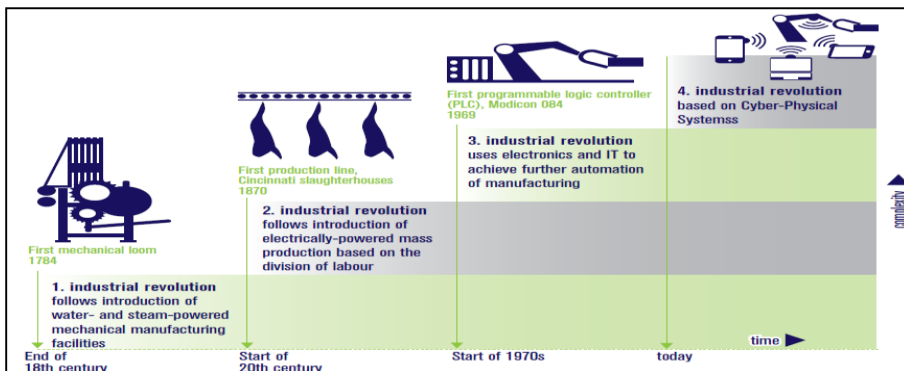 First mechanical loom
1784
1. industrial revolution
follows introduction of
water- and steam-powered
mechanical manufacturing
facilities
End of
18th century
First production line,
Cincinnati slaughterhouses
1870
2. industrial revolution
follows introduction of
electrically-powered mass
production based on the
division of labour
Start of
20th century
First programmable logic controller
(PLC), Modicon 084
1969
3. industrial revolution
uses electronics and IT to
achieve further automation
of manufacturing
Start of 1970s
4. industrial revolution
based on Cyber-Physical
Systemss
today
time
complexity